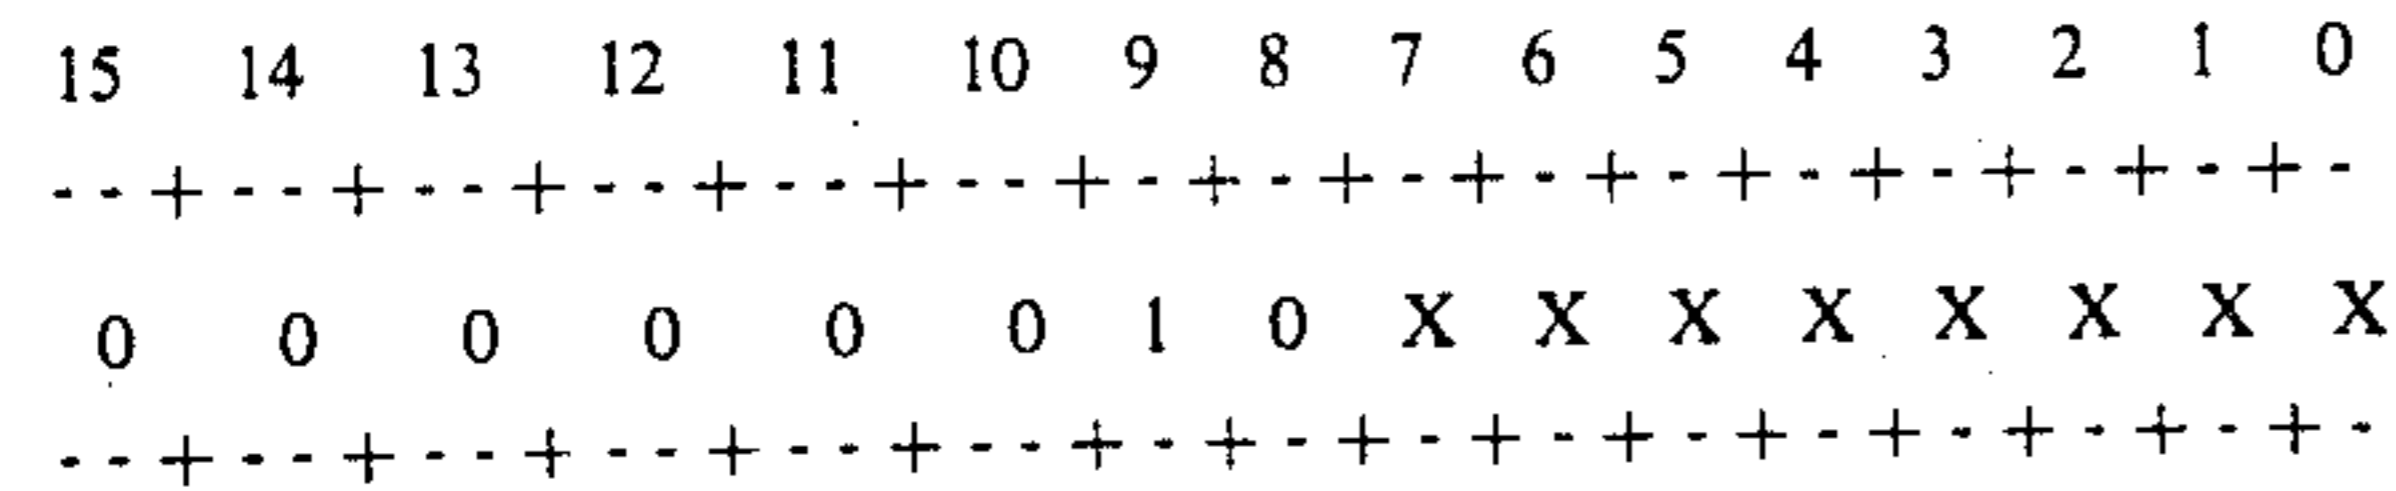 15 14 13 12 11 10 9 8 7 6 5 4 3 2 1 0
--+--+--+--+--+--+-+-+-+-+-+-+-+-+-+-
0 0 0 0 0 0 1 0 X X X X X X X X
--+--+--+--+--+--+-+-+-+-+-+-+-+-+-+-